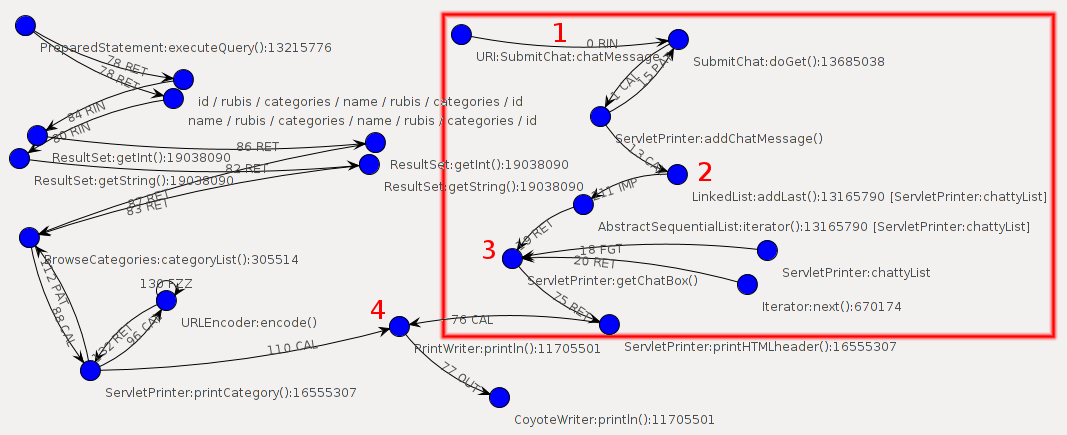 1
0 RIN
PreparedStatement:executeQuery():13215776
URI:SubmitChat:chatMessage
SubmitChat:doGet():13685038
78 RET
78 RET
15 PAT
1 CAL
id / rubis / categories / name / rubis / categories / id
84 RIN
name / rubis / categories / name / rubis / categories / id
80 RIN
ServletPrinter:addChatMessage()
86 RET
ResultSet:getInt():19038090
ResultSet:getInt():19038090
13 CAL
82 RET
2
ResultSet:getString():19038090
ResultSet:getString():19038090
211 IMP
LinkedList:addLast():13165790 [ServletPrinter:chattyList]
87 RET
83 RET
AbstractSequentialList:iterator():13165790 [ServletPrinter:chattyList]
19 RET
3
18 FGT
BrowseCategories:categoryList():305514
20 RET
ServletPrinter:chattyList
112 PAT
130 FZZ
ServletPrinter:getChatBox()
75 RET
Iterator:next():670174
88 CAL
4
URLEncoder:encode()
76 CAL
132 RET
96 CAL
110 CAL
PrintWriter:println():11705501
ServletPrinter:printHTMLheader():16555307
77 OUT
ServletPrinter:printCategory():16555307
CoyoteWriter:println():11705501